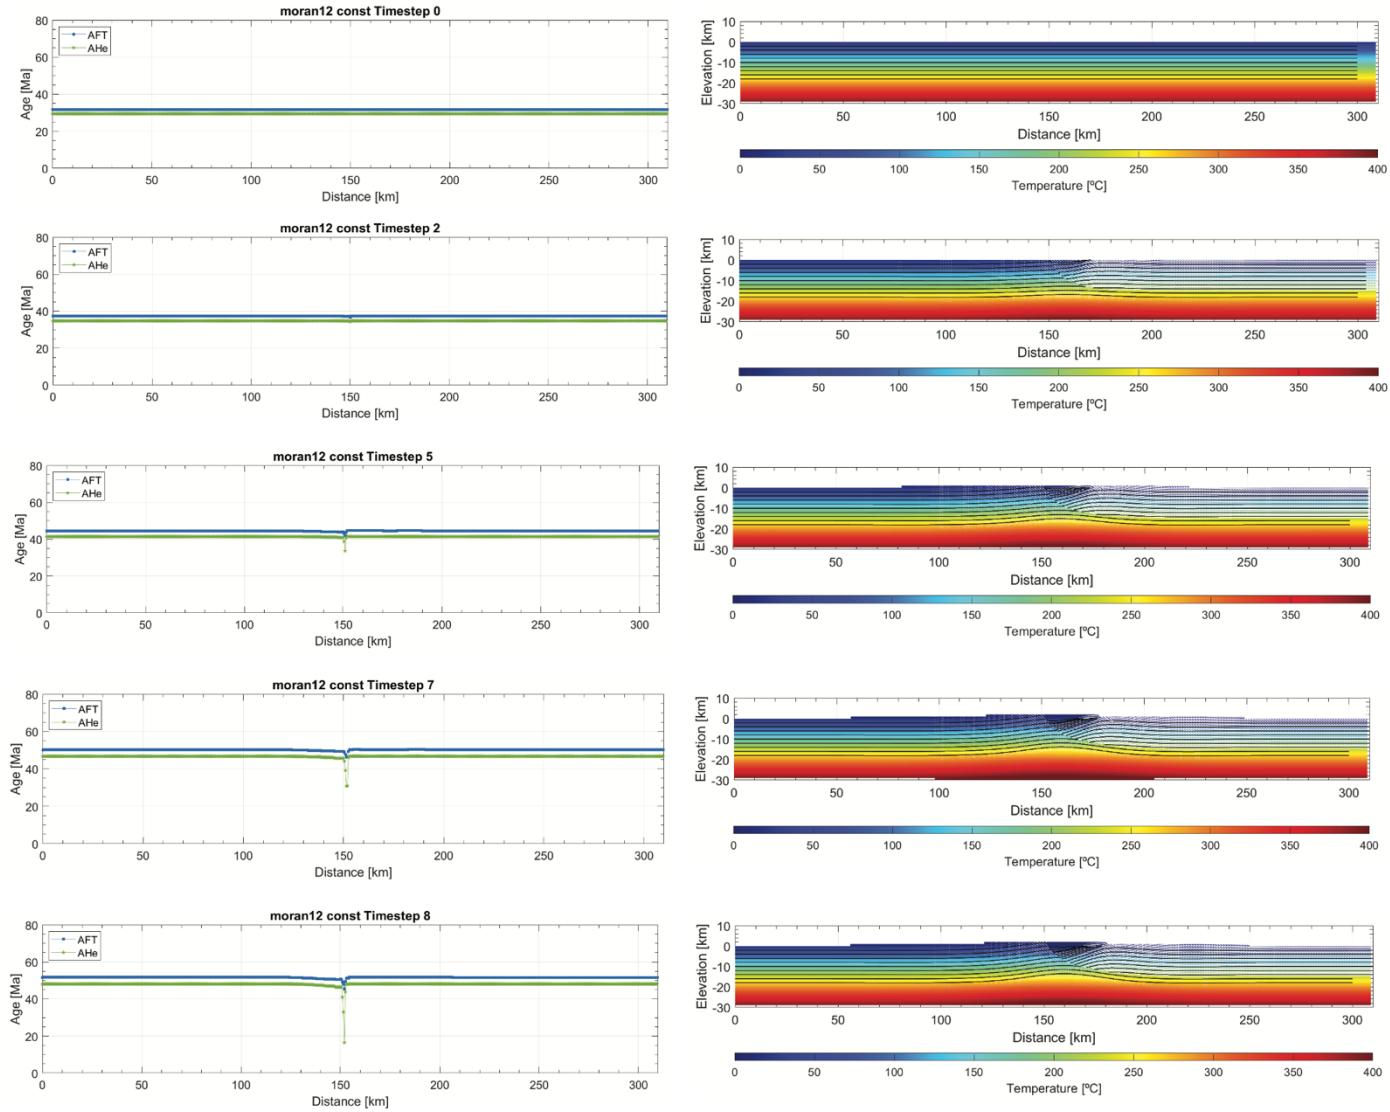 moran12 const Timestep 0
AFT
AHe
Age [Ma]
80
60
40
20
0
0 50 100 150 200 250 300
Distance [km]
Elevation [km]
10
0
-10
-20
-30
0 50 100 150 200 250 300
Distance [km]
0 50 100 150 200 250 300 350 400
Temperature [ºC]
moran12 const Timestep 2
AFT
AHe
Age [Ma]
80
60
40
20
0
0 50 100 150 200 250 300
Distance [km]
Elevation [km]
10
0
-10
-20
-30
0 50 100 150 200 250 300
Distance [km]
0 50 100 150 200 250 300 350 400
Temperature [ºC]
moran12 const Timestep 5
AFT
AHe
Age [Ma]
80
60
40
20
0
0 50 100 150 200 250 300
Distance [km]
Elevation [km]
10
0
-10
-20
-30
0 50 100 150 200 250 300
Distance [km]
0 50 100 150 200 250 300 350 400
Temperature [ºC]
moran12 const Timestep 7
AFT
AHe
Age [Ma]
80
60
40
20
0
0 50 100 150 200 250 300
Distance [km]
Elevation [km]
10
0
-10
-20
-30
0 50 100 150 200 250 300
Distance [km]
0 50 100 150 200 250 300 350 400
Temperature [ºC]
moran12 const Timestep 8
AFT
AHe
Age [Ma]
80
60
40
20
0
0 50 100 150 200 250 300
Distance [km]
Elevation [km]
10
0
-10
-20
-30
0 50 100 150 200 250 300
Distance [km]
0 50 100 150 200 250 300 350 400
Temperature [ºC]